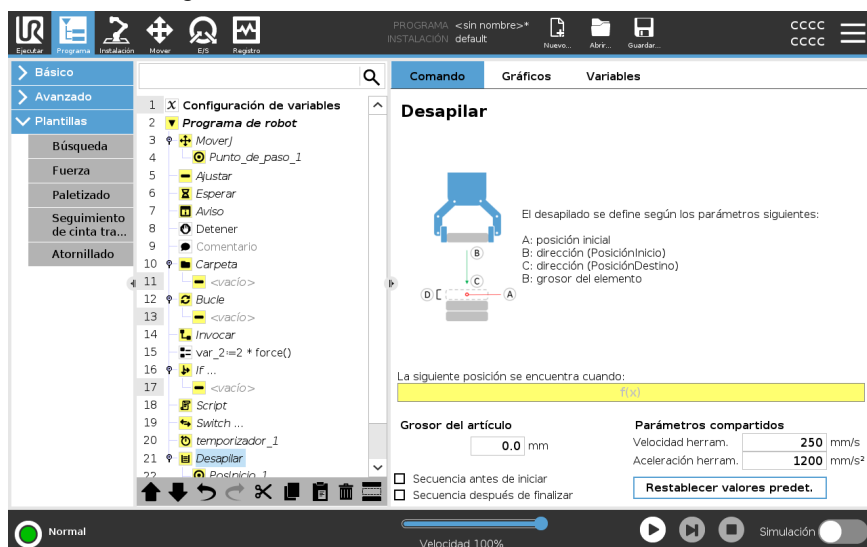 UR
Ejecutar
Programa
Instalación
Mover
E/S
Registro
PROGRAMA <sin nombre>*
INSTALACIÓN default
Nuevo...
Abrir...
Guardar...
CCCC
CCCC
Básico
Avanzado
Plantillas
Búsqueda
Fuerza
Paletizado
Seguimiento
de cinta tra...
Atornillado
1 X Configuración de variables
2 Programa de robot
3 MoverJ
4 Punto_de_paso_1
5 Ajustar
6 Esperar
7 Aviso
8 Detener
9 Comentario
10 Carpeta
11 <vacío>
12 Bucle
13 <vacío>
14 Invocar
15 var_2:=2 * force()
16 If ...
17 <vacío>
18 Script
19 Switch ...
20 temporizador_1
21 Desapilar
22 PosInicio_1
Comando
Gráficos
Variables
Desapilar
B
C
D
A
El desapilado se define según los parámetros siguientes:
A: posición inicial
B: dirección (PosiciónInicio)
C: dirección (PosiciónDestino)
B: grosor del elemento
La siguiente posición se encuentra cuando:
f(x)
Grosor del artículo
0.0 mm
Secuencia antes de iniciar
Secuencia después de finalizar
Parámetros compartidos
Velocidad herram. 250 mm/s
Aceleración herram. 1200 mm/s²
Restablecer valores predet.
Normal
Velocidad 100%
Simulación